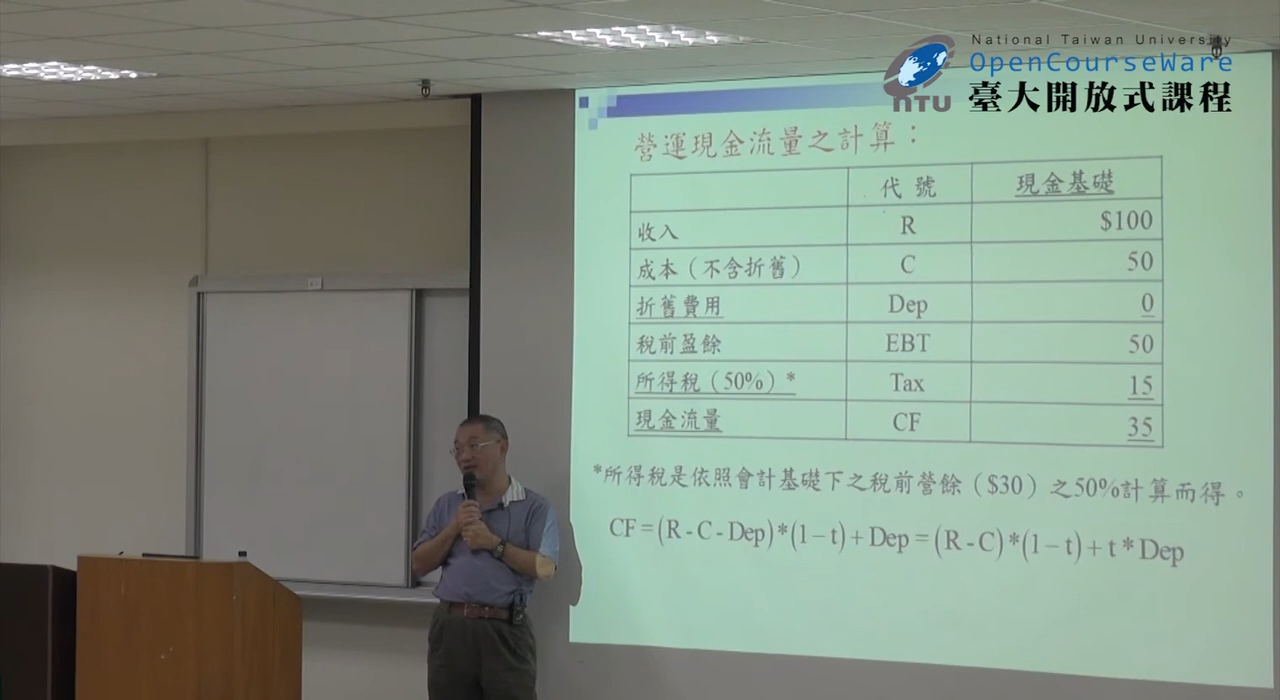 National Taiwan University
OpenCourseWare
NTU 臺大開放式課程
營運現金流量之計算：
代號 現金基礎
收入 R $100
成本（不含折舊） C 50
折舊費用 Dep 0
稅前盈餘 EBT 50
所得稅（50%）* Tax 15
現金流量 CF 35
*所得稅是依照會計基礎下之稅前營餘（$30）之50%計算而得。
CF = (R - C - Dep) * (1 − t) + Dep = (R - C) * (1 − t) + t * Dep